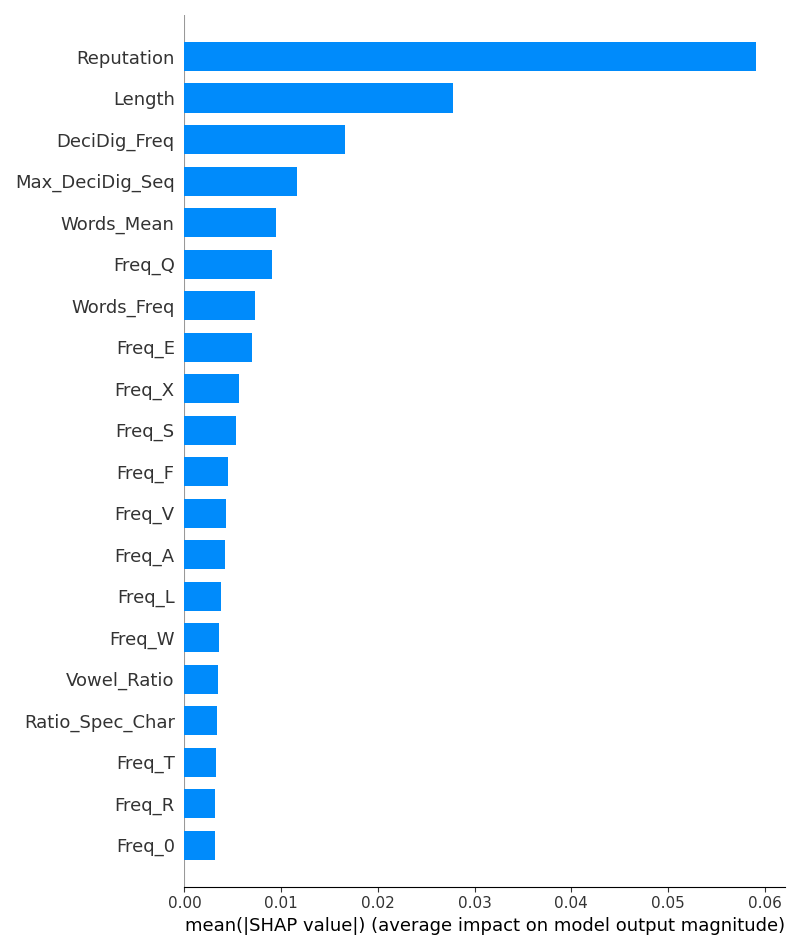 Reputation
Length
DeciDig_Freq
Max_DeciDig_Seq
Words_Mean
Freq_Q
Words_Freq
Freq_E
Freq_X
Freq_S
Freq_F
Freq_V
Freq_A
Freq_L
Freq_W
Vowel_Ratio
Ratio_Spec_Char
Freq_T
Freq_R
Freq_0
0.00 0.01 0.02 0.03 0.04 0.05 0.06
mean(|SHAP value|) (average impact on model output magnitude)